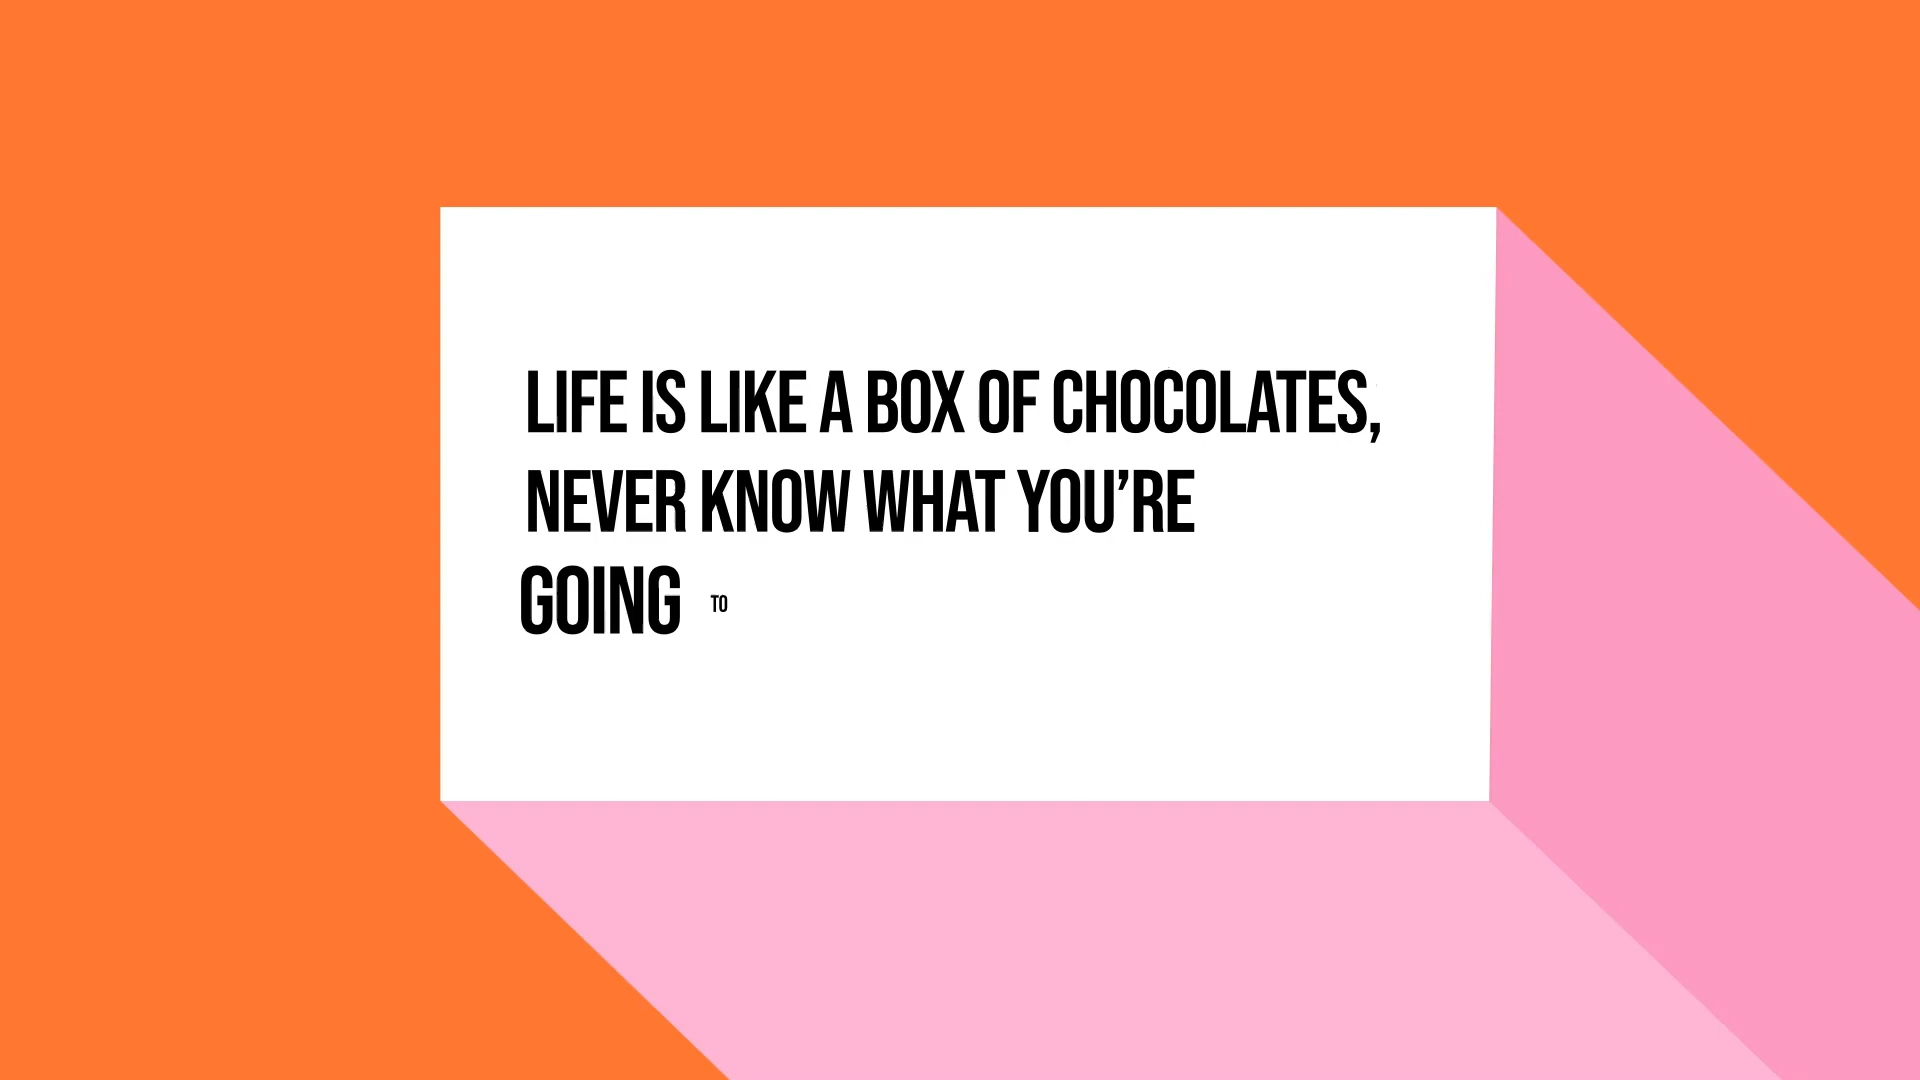 LIFE IS LIKE A BOX OF CHOCOLATES,
NEVER KNOW WHAT YOU’RE
GOING TO